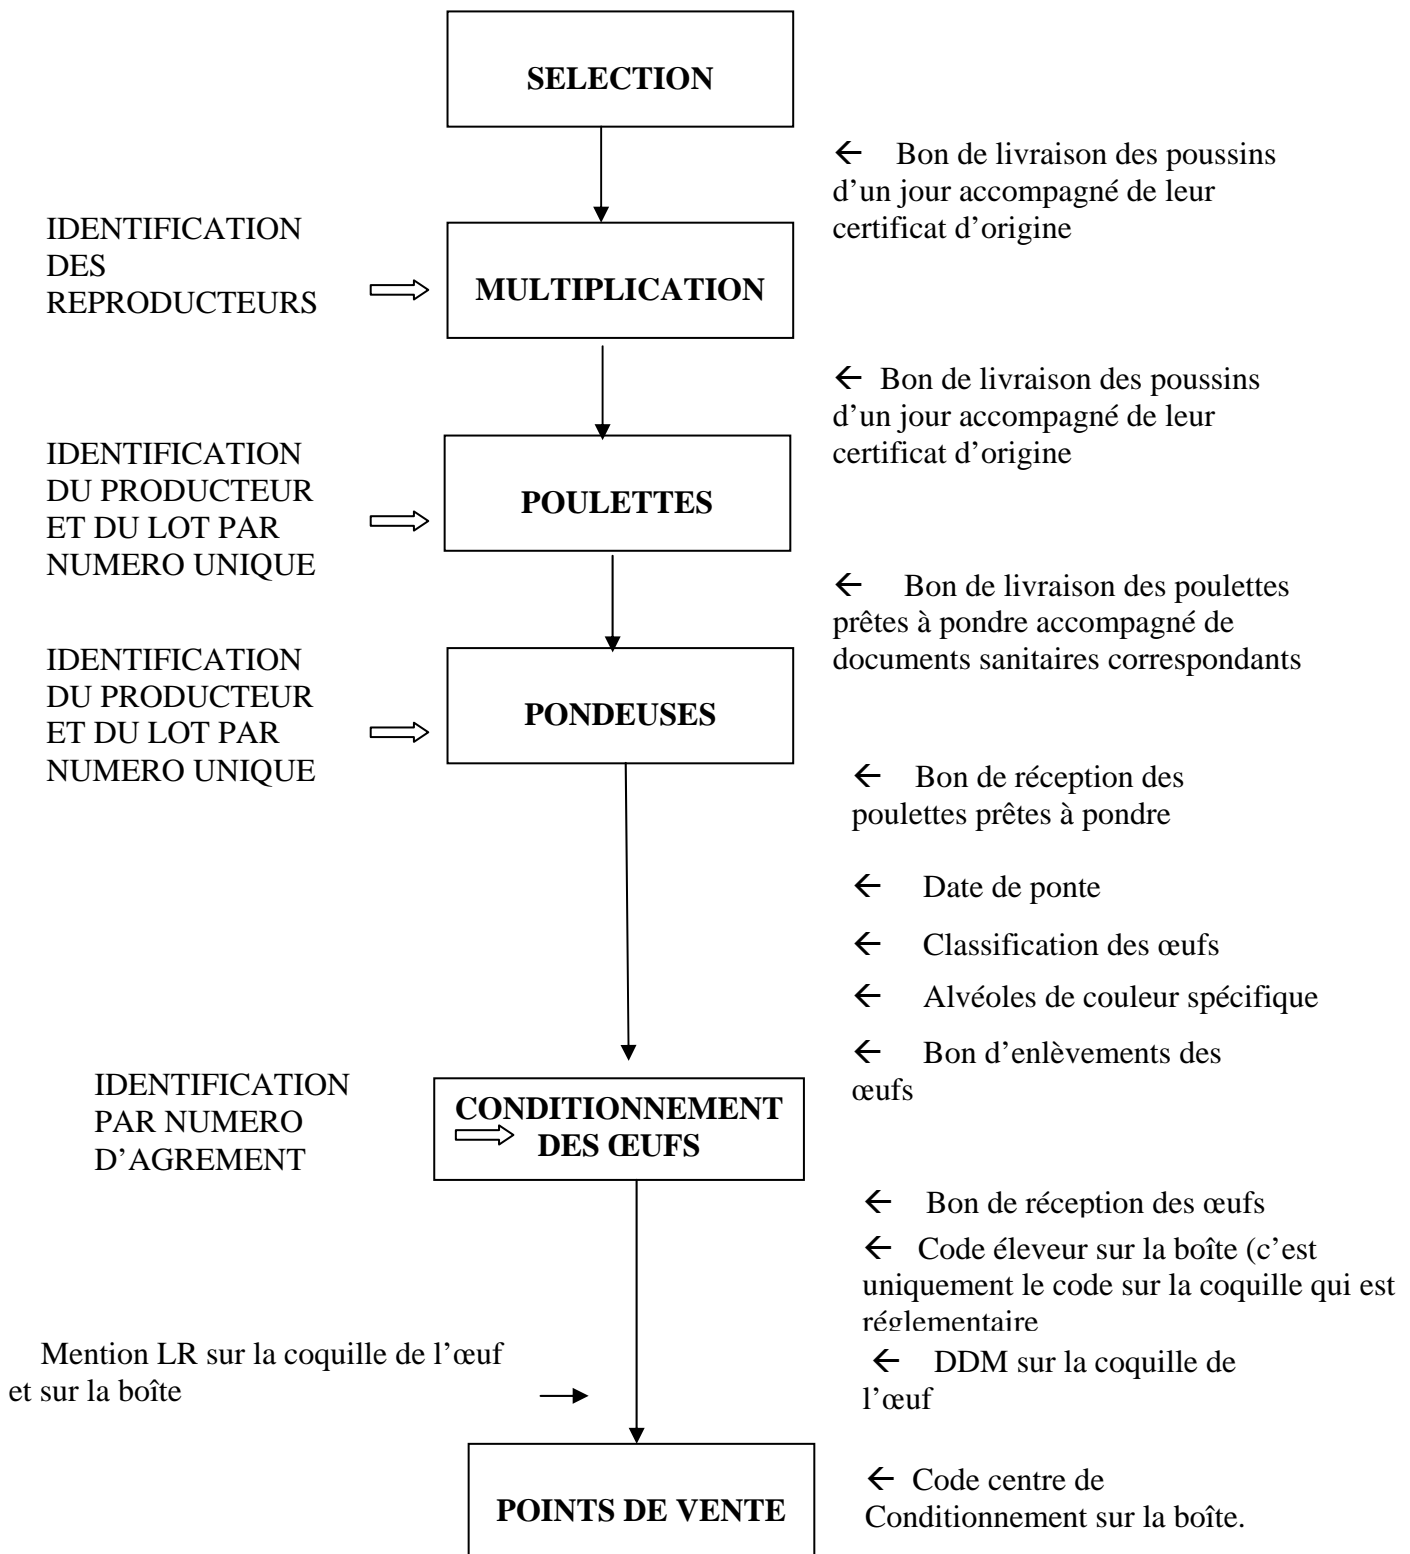 SELECTION
← Bon de livraison des poussins
d’un jour accompagné de leur
certificat d’origine
IDENTIFICATION
DES
REPRODUCTEURS
MULTIPLICATION
← Bon de livraison des poussins
d’un jour accompagné de leur
certificat d’origine
IDENTIFICATION
DU PRODUCTEUR
ET DU LOT PAR
NUMERO UNIQUE
POULETTES
← Bon de livraison des poulettes
prêtes à pondre accompagné de
documents sanitaires correspondants
IDENTIFICATION
DU PRODUCTEUR
ET DU LOT PAR
NUMERO UNIQUE
PONDEUSES
← Bon de réception des
poulettes prêtes à pondre
← Date de ponte
← Classification des œufs
← Alvéoles de couleur spécifique
← Bon d’enlèvements des
œufs
IDENTIFICATION
PAR NUMERO
D’AGREMENT
CONDITIONNEMENT
DES ŒUFS
← Bon de réception des œufs
← Code éleveur sur la boîte (c’est
uniquement le code sur la coquille qui est
réglementaire
Mention LR sur la coquille de l’œuf
et sur la boîte
← DDM sur la coquille de
l’œuf
POINTS DE VENTE
← Code centre de
Conditionnement sur la boîte.